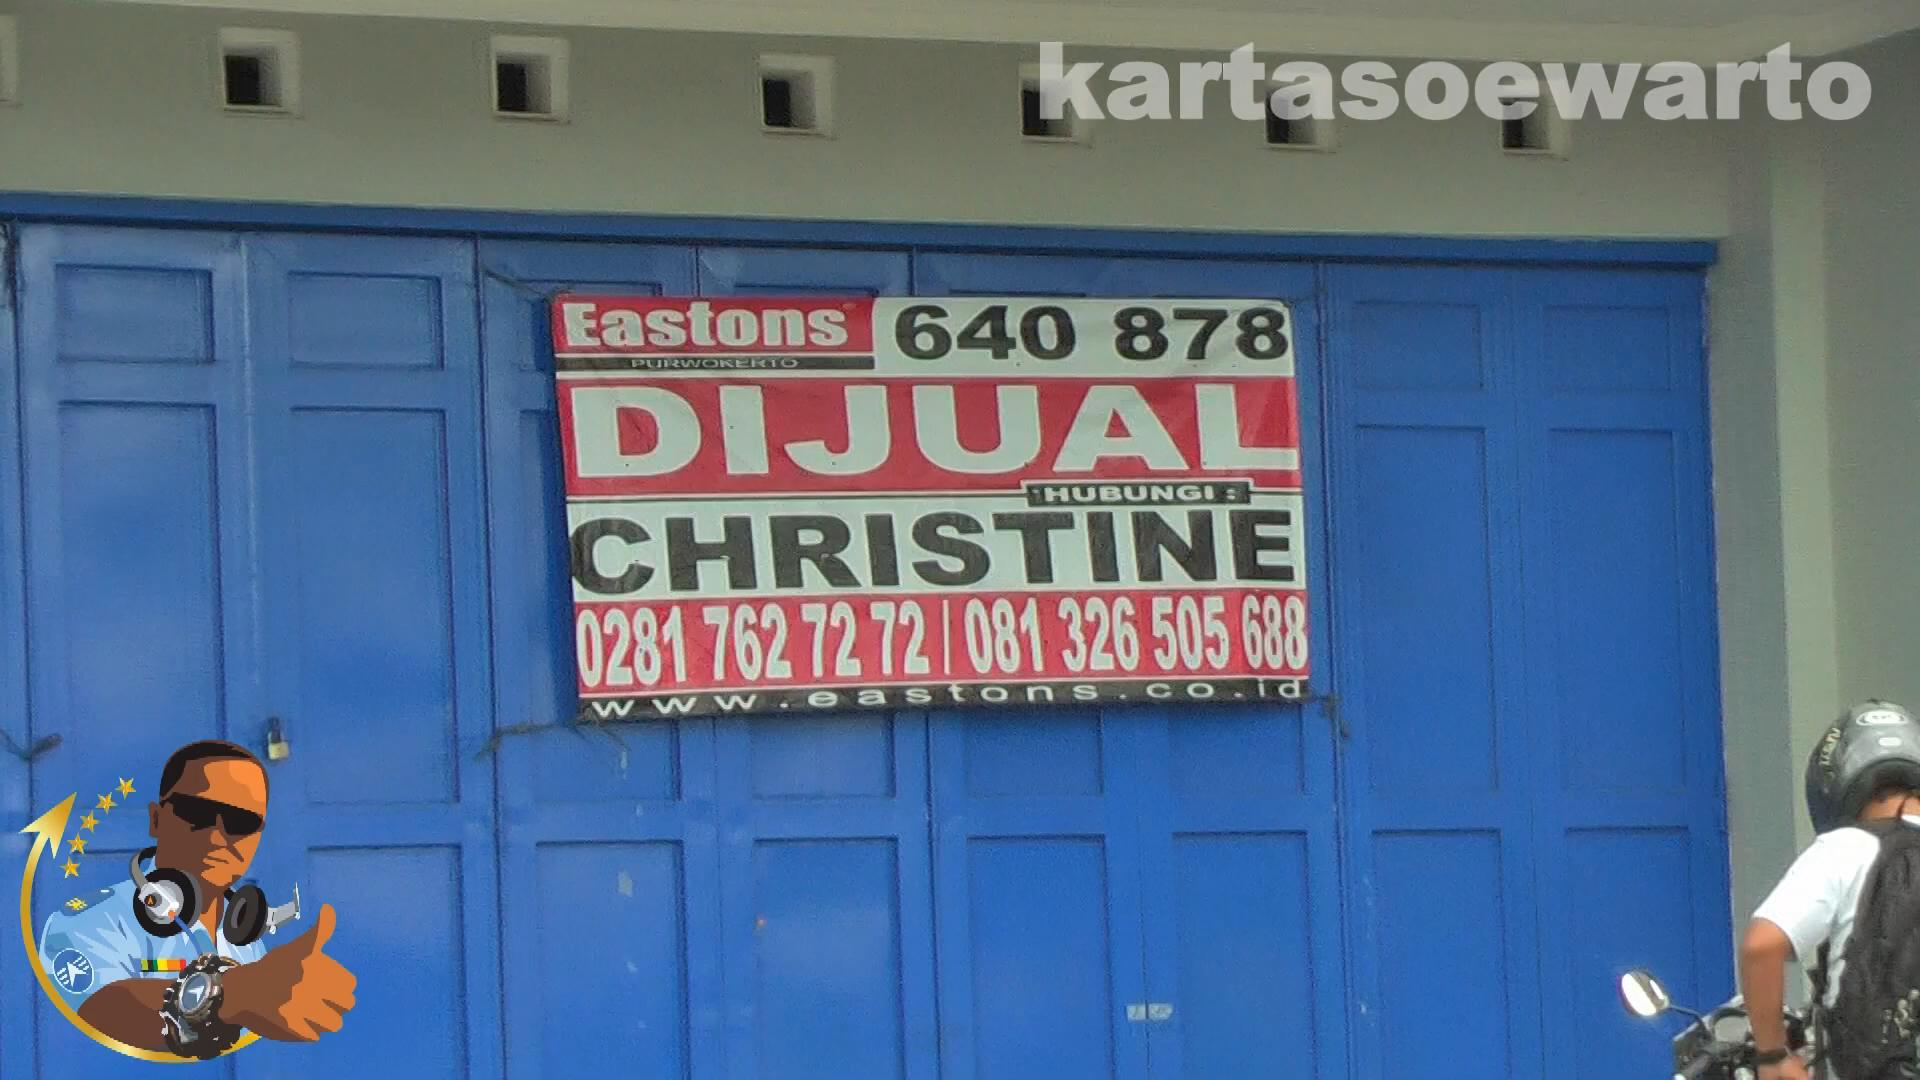 kartasoewarto
Eastons 640 878
PURWOKERTO
DIJUAL
HUBUNGI :
CHRISTINE
0281 762 72 72 | 081 326 505 688
www.eastons.co.id